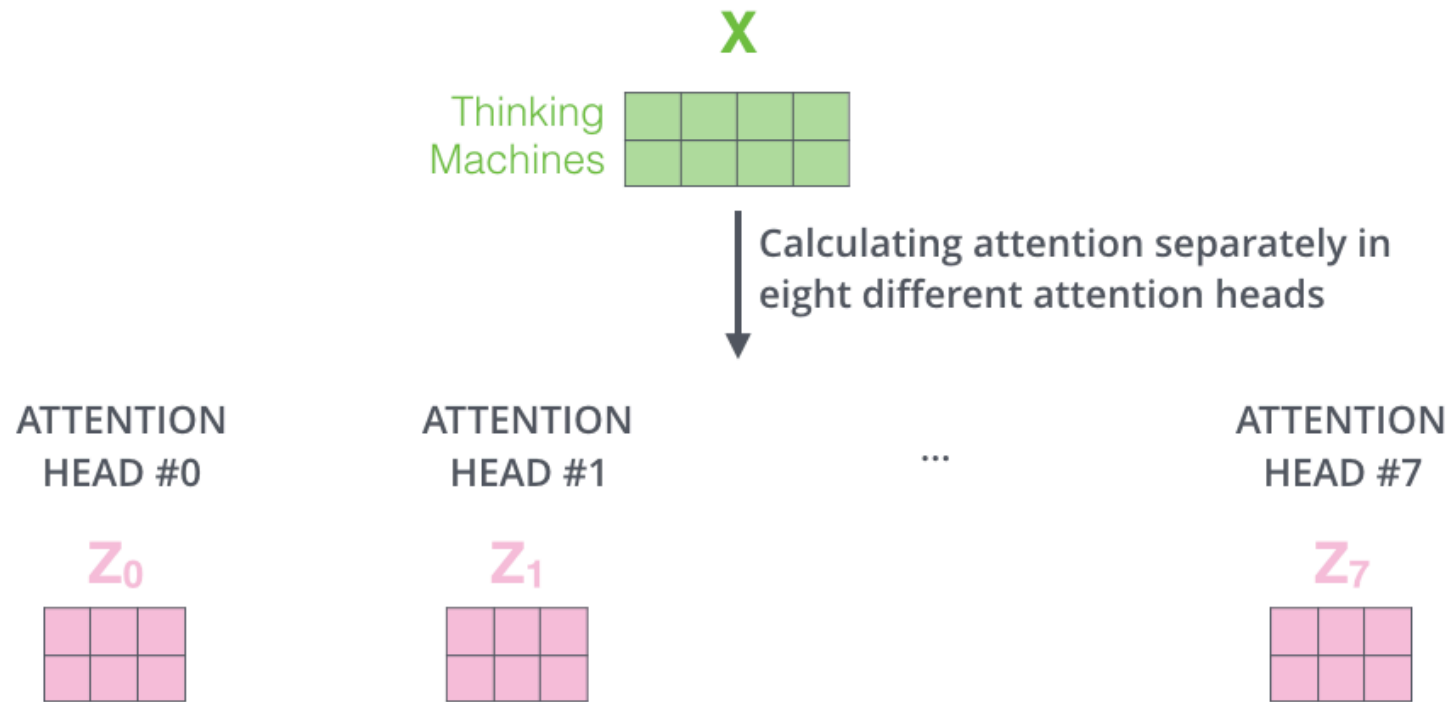 X
Thinking
Machines
Calculating attention separately in
eight different attention heads
ATTENTION
HEAD #0
ATTENTION
HEAD #1
...
ATTENTION
HEAD #7
Z0
Z1
Z7